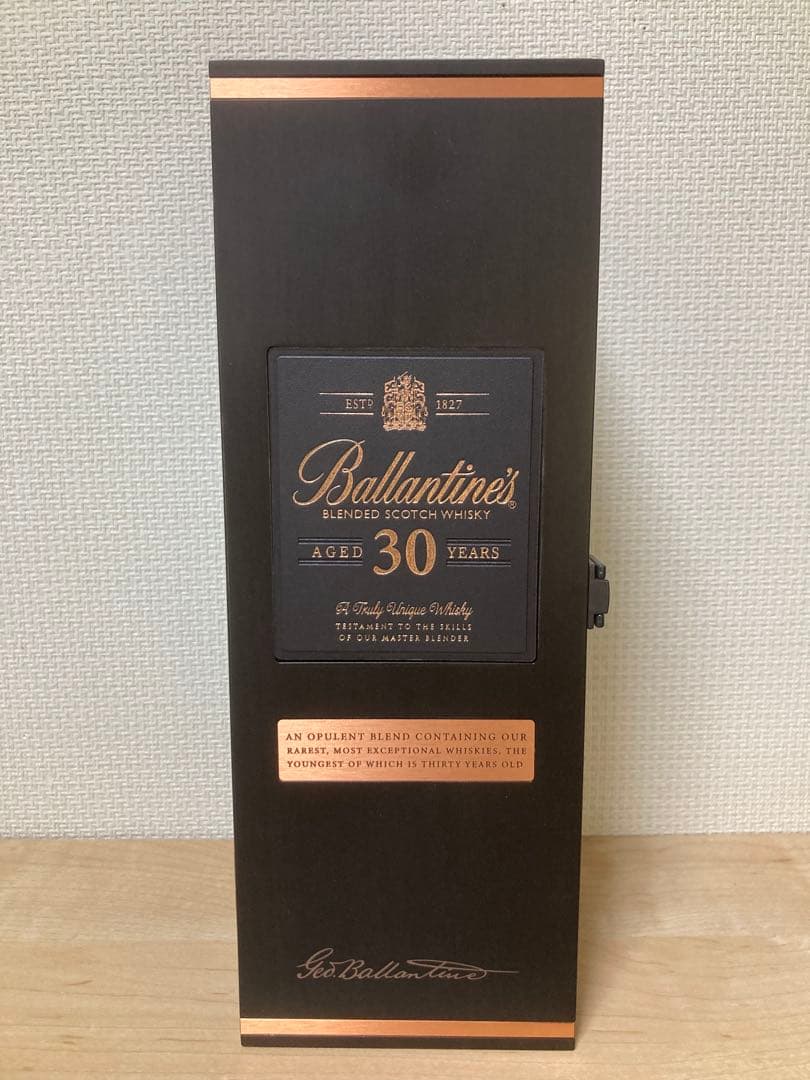 ESTD 1827
Ballantine's®
BLENDED SCOTCH WHISKY
AGED 30 YEARS
A Truly Unique Whisky
TESTAMENT TO THE SKILLS
OF OUR MASTER BLENDER
AN OPULENT BLEND CONTAINING OUR
RAREST, MOST EXCEPTIONAL WHISKIES, THE
YOUNGEST OF WHICH IS THIRTY YEARS OLD
Geo. Ballantine